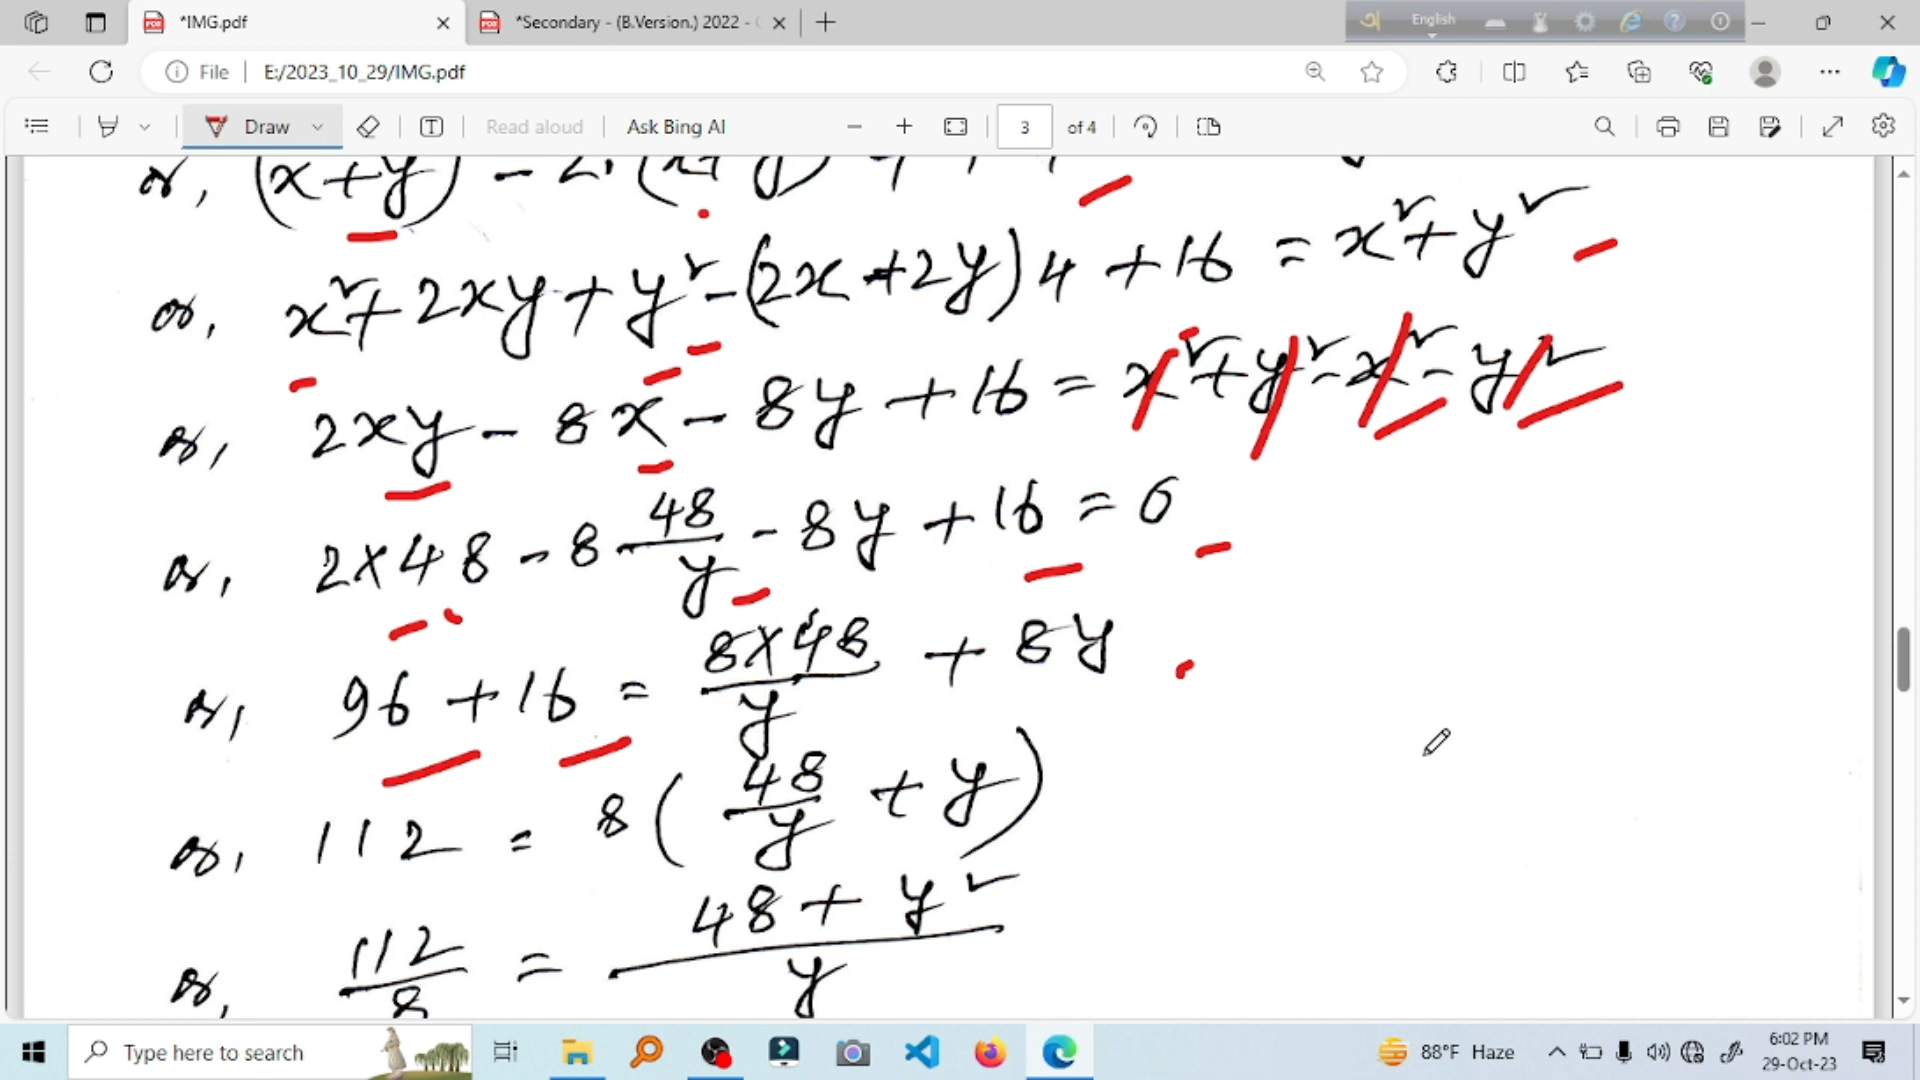 *IMG.pdf
*Secondary - (B.Version.) 2022 -
English
File E:/2023_10_29/IMG.pdf
Draw
Read aloud
Ask Bing AI
3 of 4
or, (x+y) - 2.(x+y)
or, x²+2xy+y²-(2x+2y)4+16 = x²+y²
or, 2xy-8x-8y+16 = x²+y²-x²-y²
or, 2×48-8 48/y -8y+16=0
or, 96+16 = 8×48/y + 8y
or, 112 = 8(48/y + y)
or, 112/8 = 48+y²/y
Type here to search
88°F Haze
6:02 PM
29-Oct-23